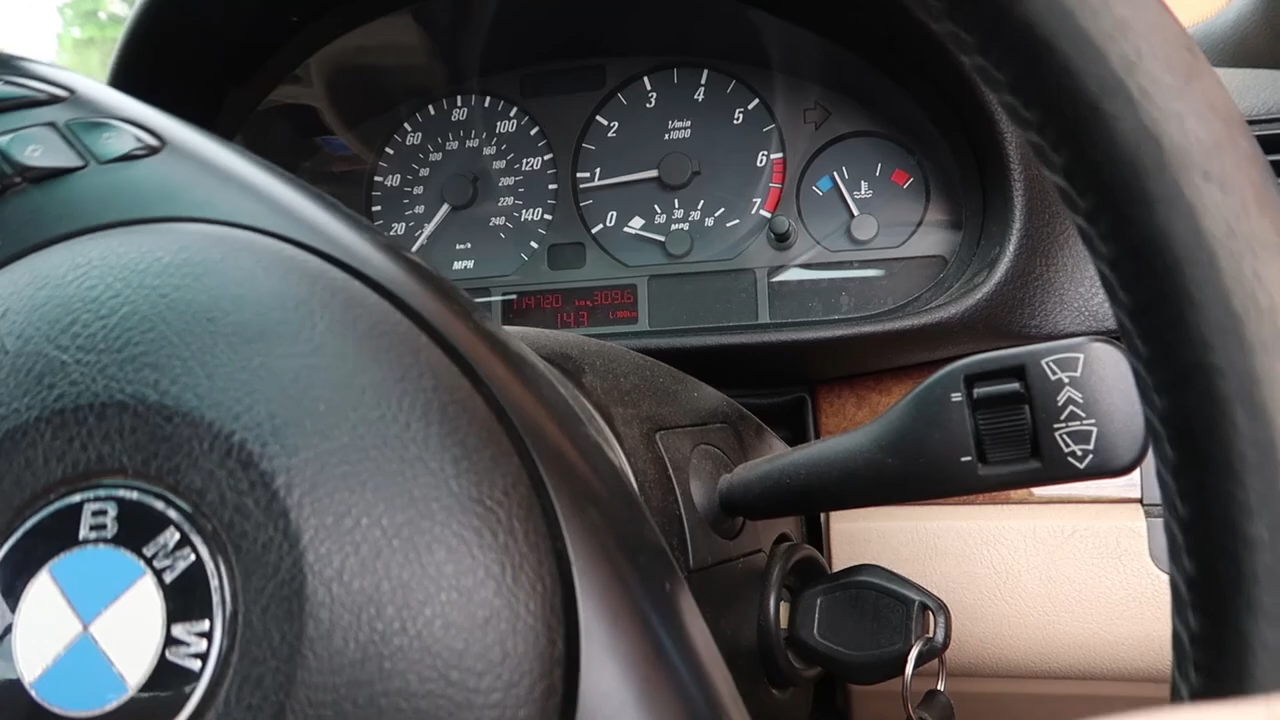 20 40 60 80 100 120 140
20 40 60 80 100 120 140 160 180 200 220 240
km/h
MPH
0 1 2 3 4 5 6 7
1/min
x1000
50 30 20 16
MPG
114720 km 309.6
14.3 L/100km
B M W